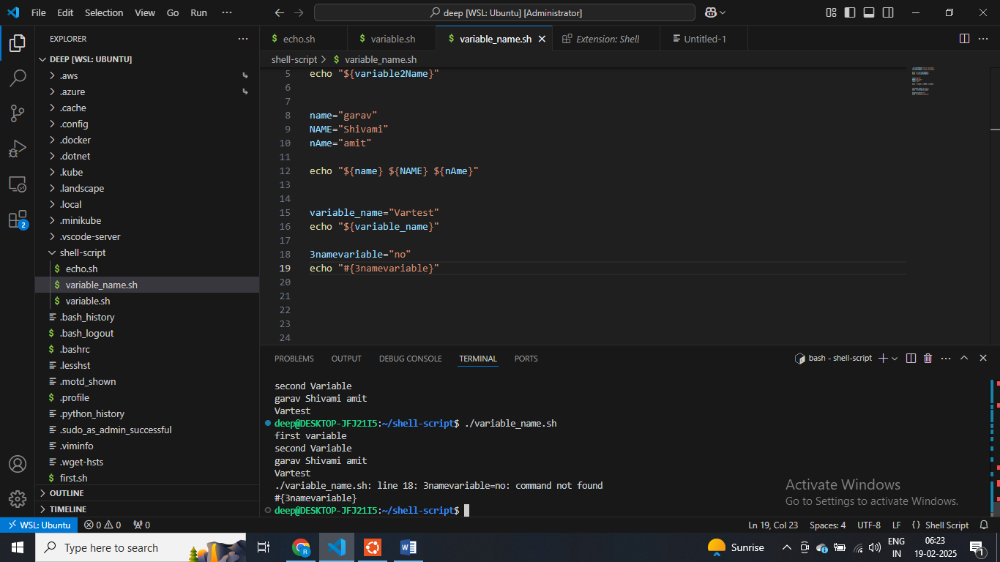 File Edit Selection View Go Run ··· deep [WSL: Ubuntu] [Administrator]
EXPLORER ···
DEEP [WSL: UBUNTU]
.aws
.azure
.cache
.config
.docker
.dotnet
.kube
.landscape
.local
.minikube
.vscode-server
shell-script
$ echo.sh
$ variable_name.sh
$ variable.sh
.bash_history
$ .bash_logout
$ .bashrc
.lesshst
.motd_shown
$ .profile
.python_history
.sudo_as_admin_successful
.viminfo
.wget-hsts
$ first.sh
OUTLINE
TIMELINE
2
$ echo.sh $ variable.sh $ variable_name.sh Extension: Shell Untitled-1
shell-script > $ variable_name.sh
5 echo "${variable2Name}"
6
7
8 name="garav"
9 NAME="Shivami"
10 nAme="amit"
11
12 echo "${name} ${NAME} ${nAme}"
13
14
15 variable_name="Vartest"
16 echo "${variable_name}"
17
18 3namevariable="no"
19 echo "#{3namevariable}"
20
21
22
23
24
PROBLEMS OUTPUT DEBUG CONSOLE TERMINAL PORTS bash - shell-script
second Variable
garav Shivami amit
Vartest
deep@DESKTOP-JFJ21I5:~/shell-script$ ./variable_name.sh
first variable
second Variable
garav Shivami amit
Vartest
./variable_name.sh: line 18: 3namevariable=no: command not found
#{3namevariable}
deep@DESKTOP-JFJ21I5:~/shell-script$
Activate Windows
Go to Settings to activate Windows.
WSL: Ubuntu 0 0 0 Ln 19, Col 23 Spaces: 4 UTF-8 LF {} Shell Script
Type here to search Sunrise ENG IN 06:23 19-02-2025 1